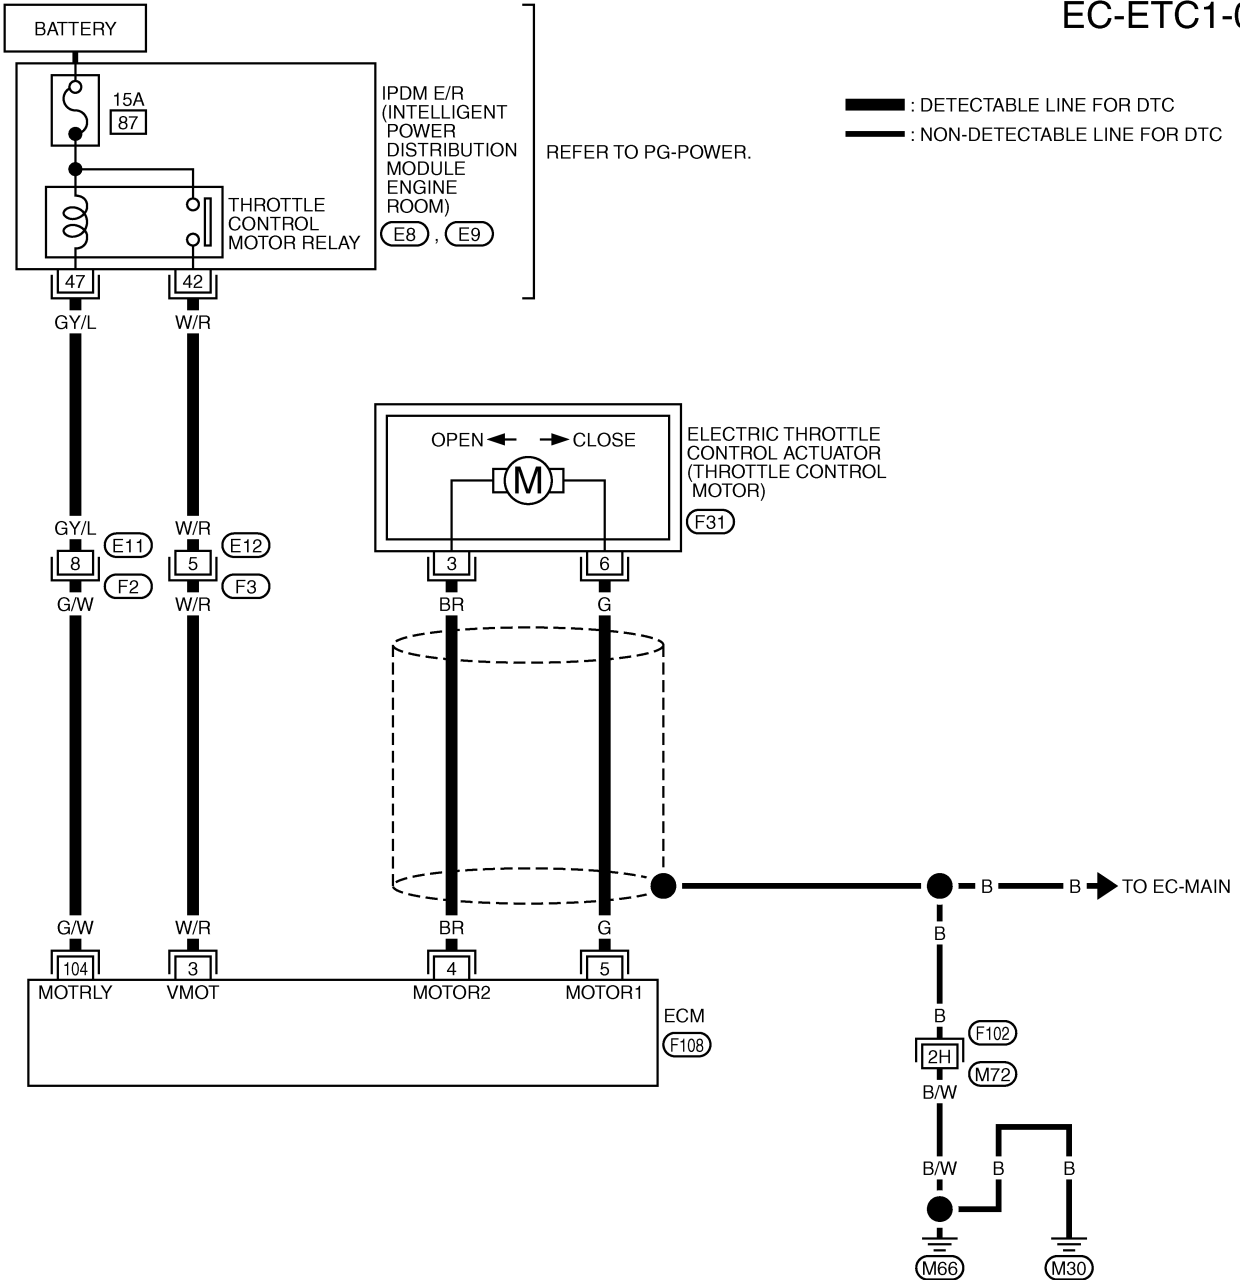 EC-ETC1-0
BATTERY
15A
87
IPDM E/R
(INTELLIGENT
POWER
DISTRIBUTION
MODULE
ENGINE
ROOM)
E8 , E9
REFER TO PG-POWER.
: DETECTABLE LINE FOR DTC
: NON-DETECTABLE LINE FOR DTC
THROTTLE
CONTROL
MOTOR RELAY
47 42
GY/L W/R
OPEN CLOSE
M
ELECTRIC THROTTLE
CONTROL ACTUATOR
(THROTTLE CONTROL
MOTOR)
F31
GY/L W/R
E11 E12
8 5 3 6
F2 F3
G/W W/R BR G
B B TO EC-MAIN
G/W W/R BR G B
104 3 4 5
MOTRLY VMOT MOTOR2 MOTOR1
ECM
F108
B
F102
2H
M72
B/W
B/W B B
M66 M30